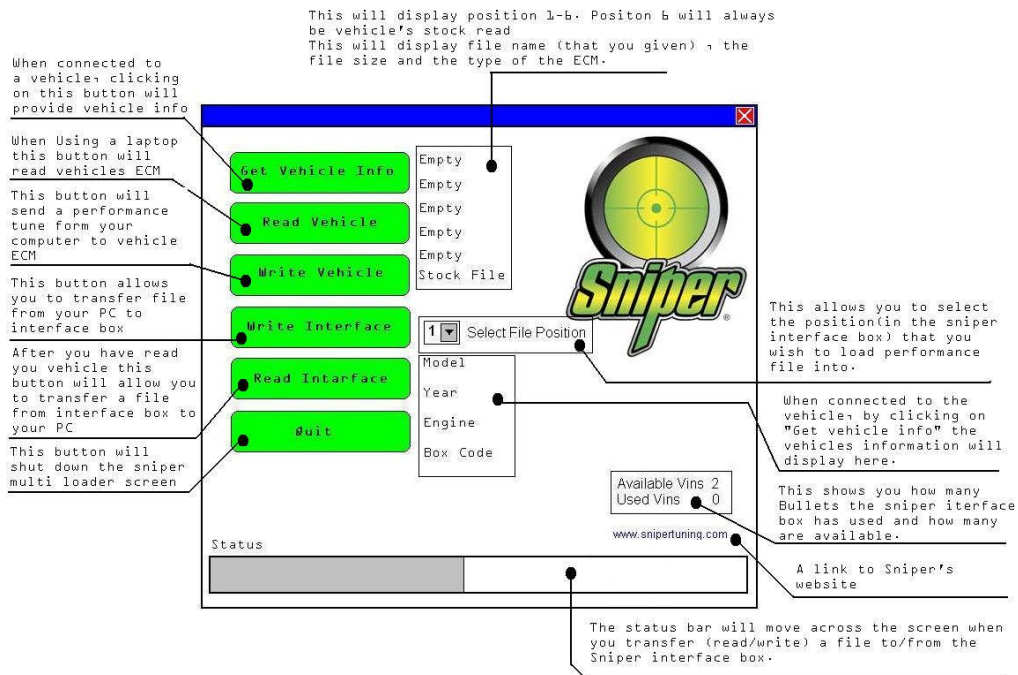 This will display position 1-6. Positon 6 will always
be vehicle's stock read
This will display file name (that you given) , the
file size and the type of the ECM.
When connected to
a vehicle, clicking
on this button will
provide vehicle info
When Using a laptop
this button will
read vehicles ECM
This button will
send a performance
tune form your
computer to vehicle
ECM
This button allows
you to transfer file
from your PC to
interface box
After you have read
you vehicle this
button will allow you
to transfer a file
from interface box to
your PC
This button will
shut down the sniper
multi loader screen
Get Vehicle Info
Read Vehicle
Write Vehicle
Write Interface
Read Intarface
Quit
Empty
Empty
Empty
Empty
Empty
Stock File
1 Select File Position
Model
Year
Engine
Box Code
Sniper®
Available Vins 2
Used Vins 0
www.snipertuning.com
Status
This allows you to select
the position(in the sniper
interface box) that you
wish to load performance
file into.
When connected to the
vehicle, by clicking on
"Get vehicle info" the
vehicles information will
display here.
This shows you how many
Bullets the sniper iterface
box has used and how many
are available.
A link to Sniper's
website
The status bar will move across the screen when
you transfer (read/write) a file to/from the
Sniper interface box.